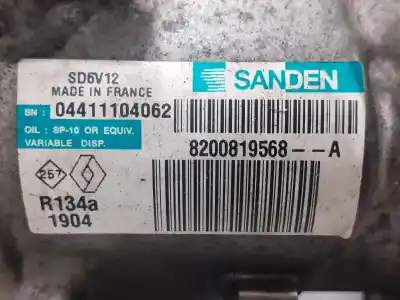 SD6V12
MADE IN FRANCE
SANDEN
SN : 04411104062
OIL : SP-10 OR EQUIV.
VARIABLE DISP.
8200819568--A
257
R134a
1904